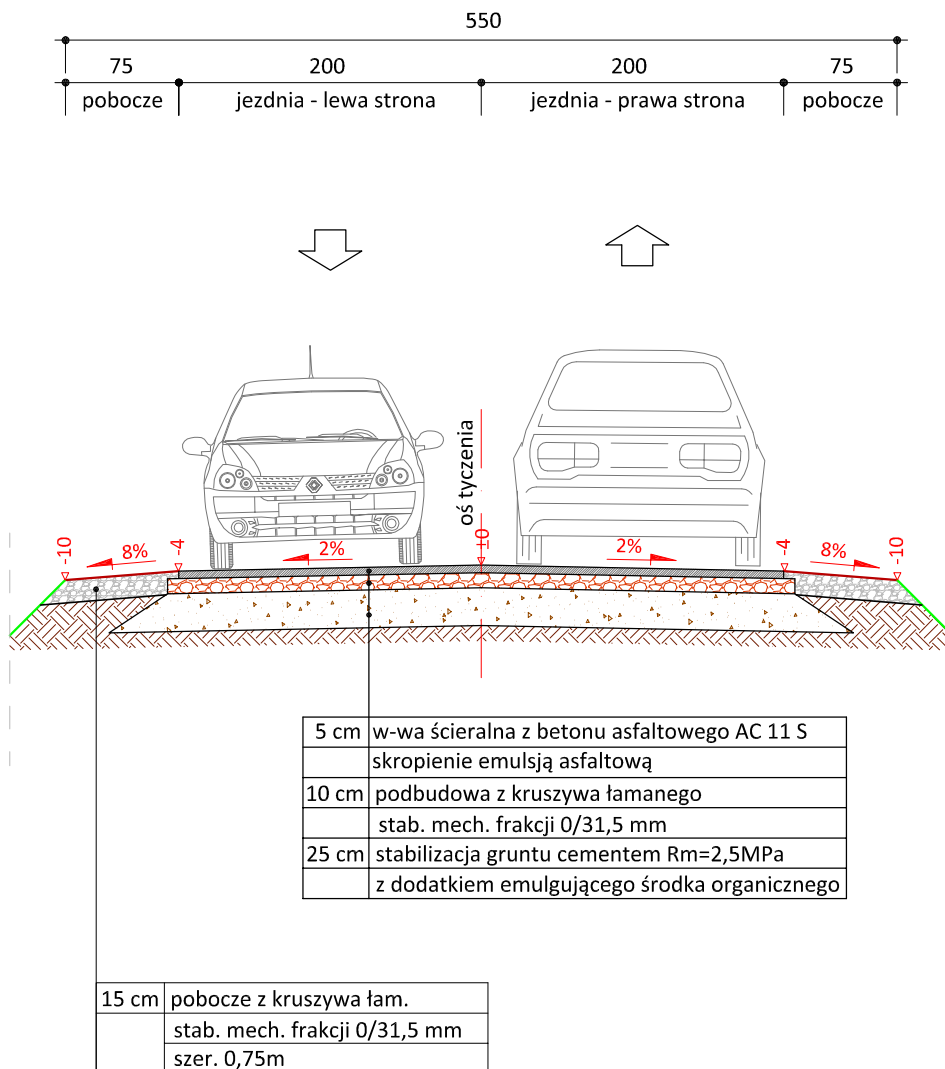 550
75 200 200 75
pobocze jezdnia - lewa strona jezdnia - prawa strona pobocze
oś tyczenia
-10 8% -4 2% ±0 2% -4 8% -10
5 cm w-wa ścieralna z betonu asfaltowego AC 11 S
skropienie emulsją asfaltową
10 cm podbudowa z kruszywa łamanego
stab. mech. frakcji 0/31,5 mm
25 cm stabilizacja gruntu cementem Rm=2,5MPa
z dodatkiem emulgującego środka organicznego
15 cm pobocze z kruszywa łam.
stab. mech. frakcji 0/31,5 mm
szer. 0,75m